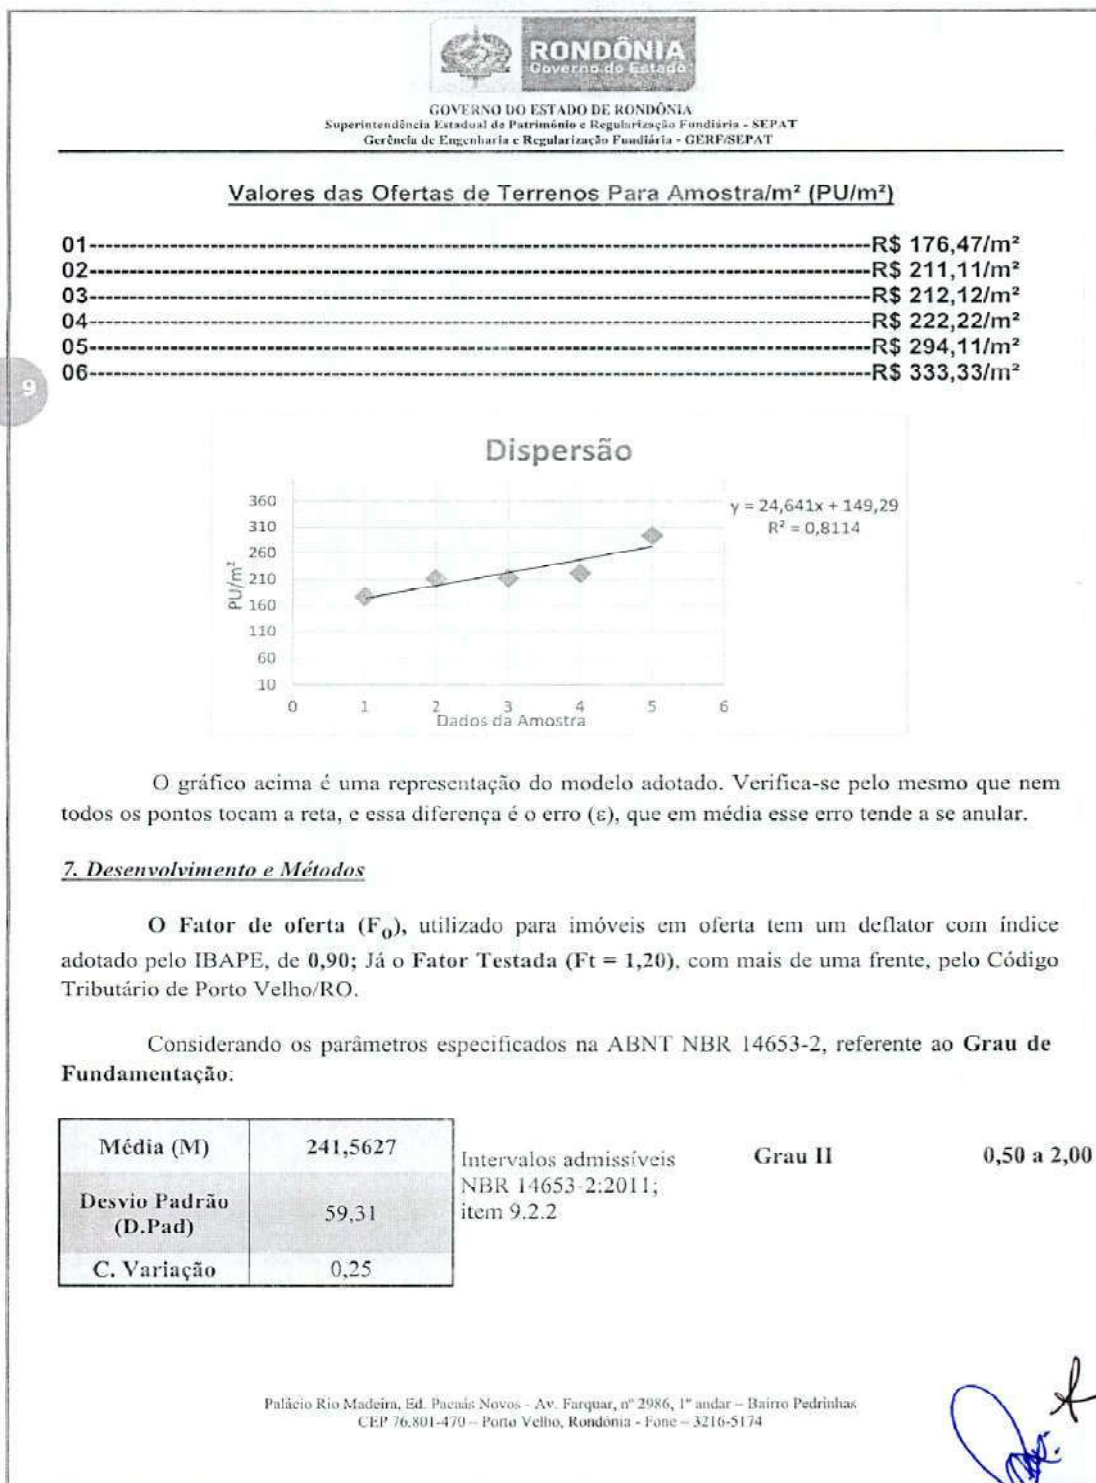 RONDÔNIA
Governo do Estado
GOVERNO DO ESTADO DE RONDÔNIA
Superintendência Estadual de Patrimônio e Regularização Fundiária - SEPAT
Gerência de Engenharia e Regularização Fundiária - GERF/SEPAT
Valores das Ofertas de Terrenos Para Amostra/m² (PU/m²)
01------------------------------------------------R$ 176,47/m²
02------------------------------------------------R$ 211,11/m²
03------------------------------------------------R$ 212,12/m²
04------------------------------------------------R$ 222,22/m²
05------------------------------------------------R$ 294,11/m²
06------------------------------------------------R$ 333,33/m²
9
Dispersão
y = 24,641x + 149,29
R² = 0,8114
PU/m²
360
310
260
210
160
110
60
10
0 1 2 3 4 5 6
Dados da Amostra
O gráfico acima é uma representação do modelo adotado. Verifica-se pelo mesmo que nem
todos os pontos tocam a reta, e essa diferença é o erro (ε), que em média esse erro tende a se anular.
7. Desenvolvimento e Métodos
O Fator de oferta (Fo), utilizado para imóveis em oferta tem um deflator com índice
adotado pelo IBAPE, de 0,90; Já o Fator Testada (Ft = 1,20), com mais de uma frente, pelo Código
Tributário de Porto Velho/RO.
Considerando os parâmetros especificados na ABNT NBR 14653-2, referente ao Grau de
Fundamentação:
Média (M) 241,5627
Desvio Padrão
(D.Pad) 59,31
C. Variação 0,25
Intervalos admissíveis
NBR 14653-2:2011;
item 9.2.2
Grau II 0,50 a 2,00
Palácio Rio Madeira, Ed. Pacaás Novos - Av. Farquar, nº 2986, 1º andar – Bairro Pedrinhas
CEP 76.801-470 – Porto Velho, Rondônia - Fone – 3216-5174